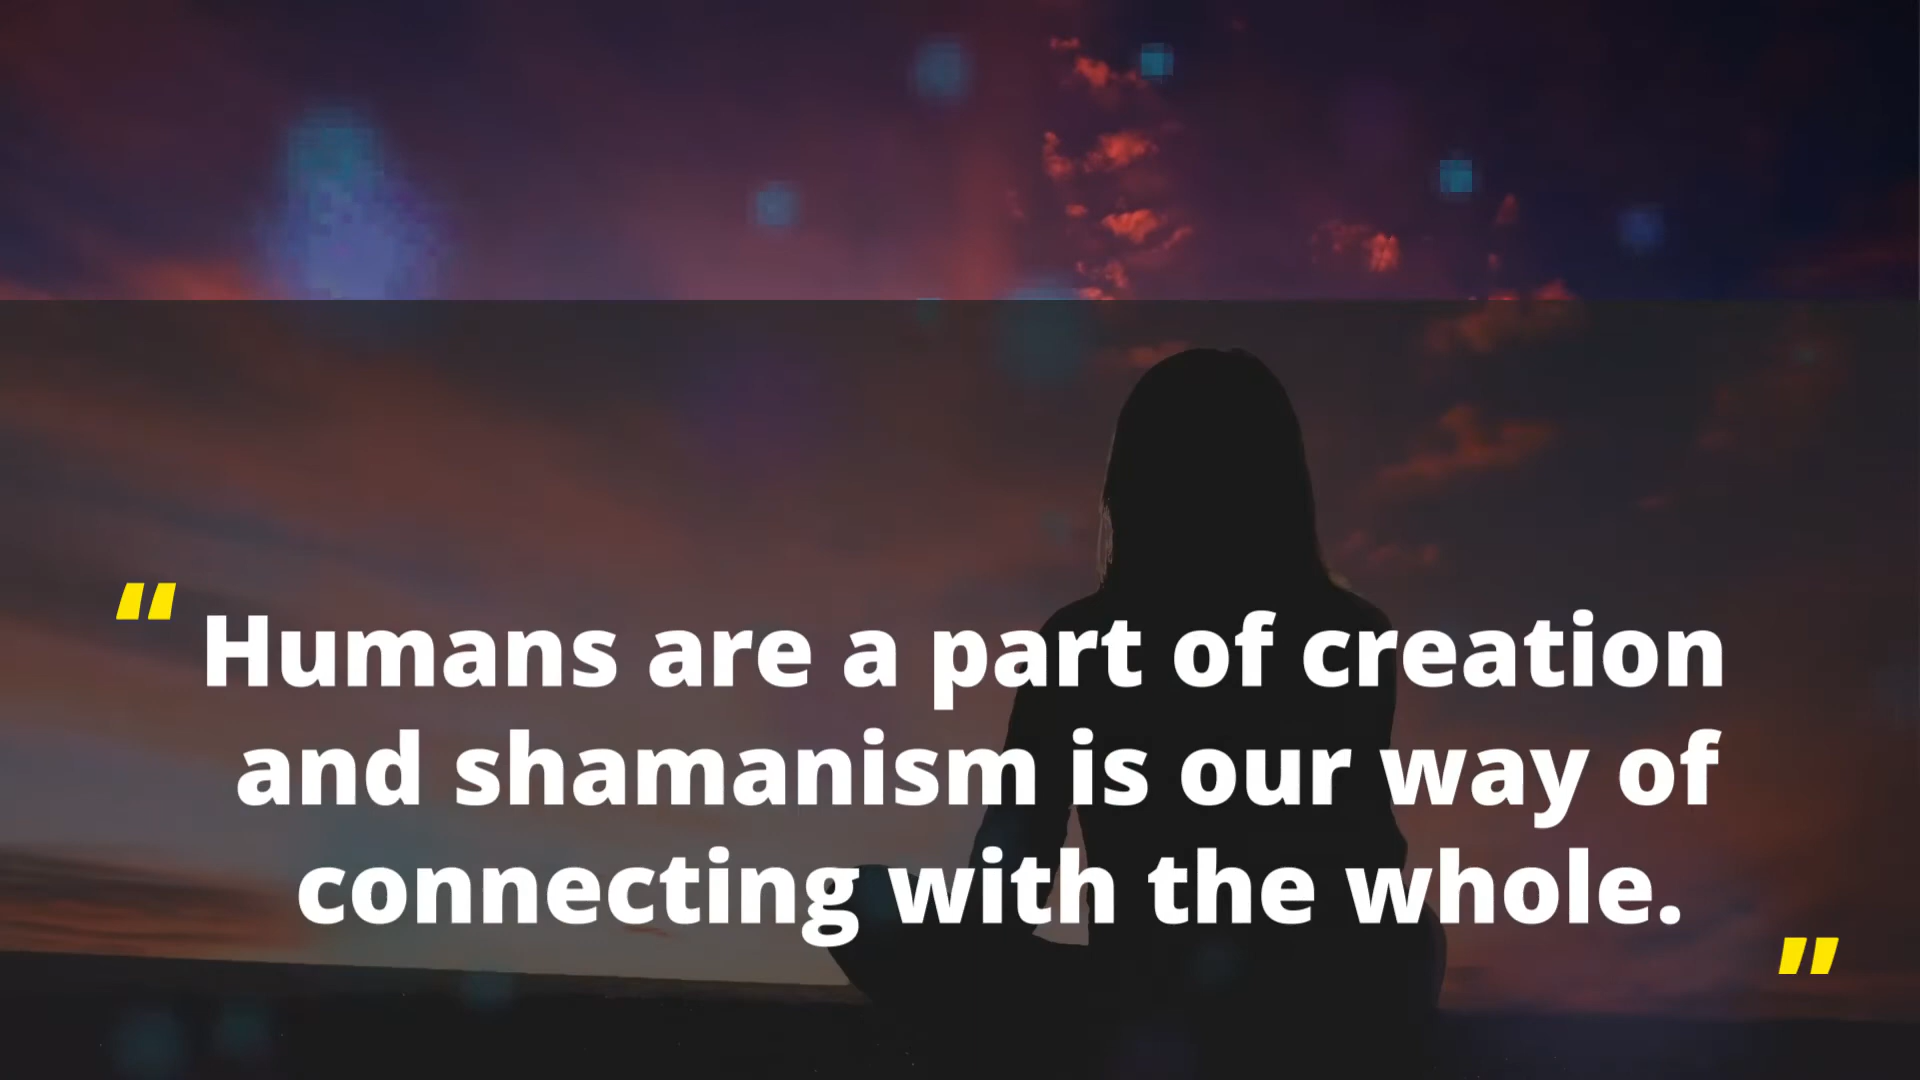 "Humans are a part of creation
and shamanism is our way of
connecting with the whole."